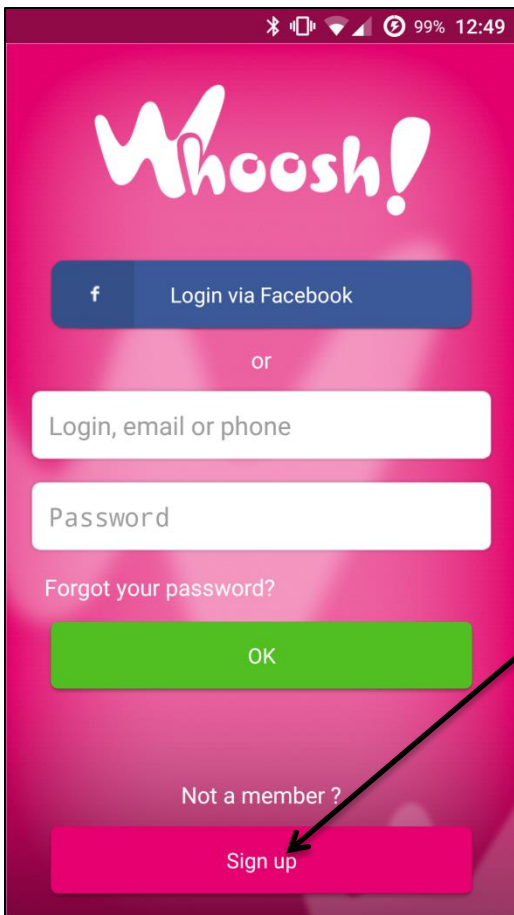 99% 12:49
Whoosh!
f Login via Facebook
or
Login, email or phone
Password
Forgot your password?
OK
Not a member ?
Sign up